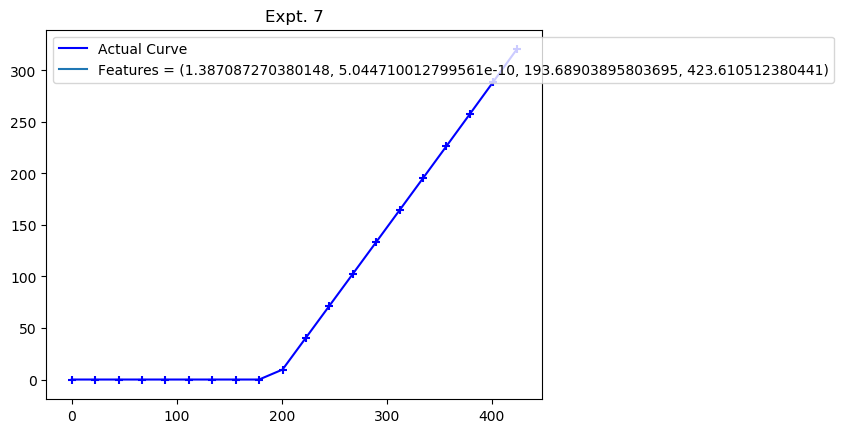 Expt. 7
Actual Curve
Features = (1.387087270380148, 5.044710012799561e-10, 193.68903895803695, 423.610512380441)
300
250
200
150
100
50
0
0 100 200 300 400